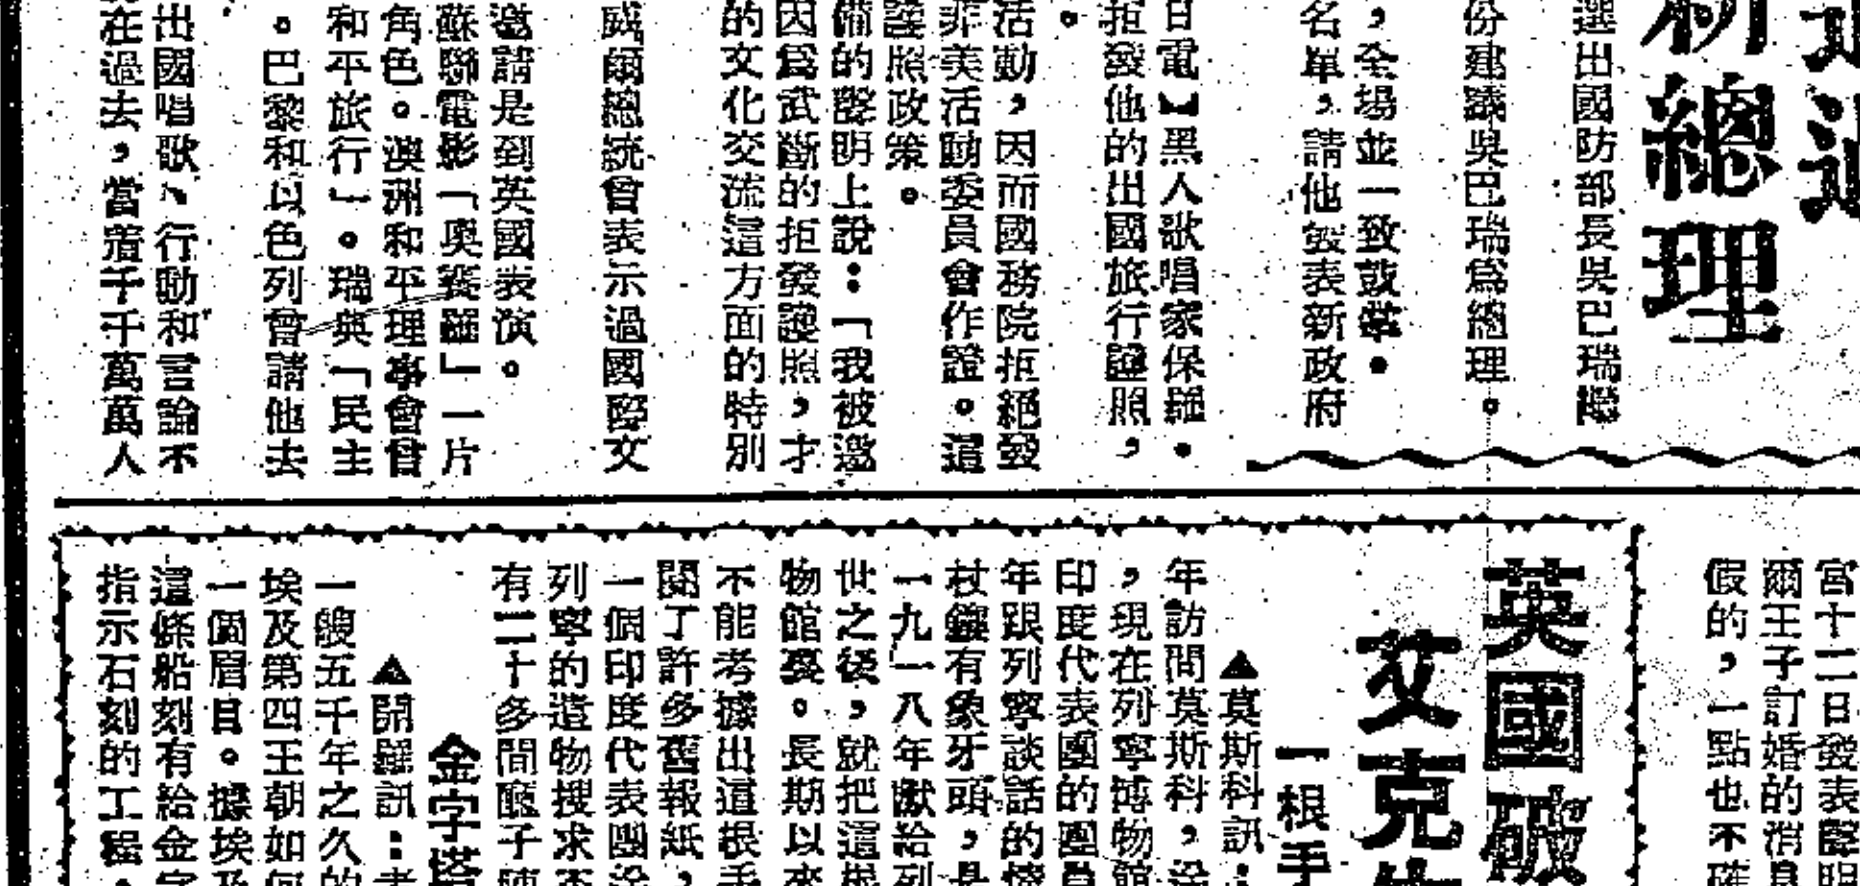 新總理
選出國防部長吳巴瑞繼
份建議吳巴瑞爲總理。
，全場並一致鼓掌。
名單，請他發表新政府
日電】黑人歌唱家保羅．
拒發他的出國旅行證照，
。
活動，因而國務院拒絕發
非美活動委員會作證。這
護照政策。
備的聲明上說：「我被邀
因爲武斷的拒發護照，才
的文化交流這方面的特別
威爾總統曾表示過國際文
邀請是到英國表演。
蘇聯電影「奧賽羅」一片
角色。澳洲和平理事會曾
和平旅行」。瑞典「民主
。巴黎和以色列曾請他去
出國唱歌、行動和言論不
在過去，當着千千萬萬人
宮十二日發表聲明
爾王子訂婚的消息
假的，一點也不確
英國破
艾克
一根手
▲莫斯科訊：
年訪問莫斯科，
，現在列寧博物館
印度代表團的團員
年跟列寧談話的
杖鑲有象牙頭，是
一九一八年獻給列
世之後，就把這根
物館裏。長期以來
不能考據出這根手
閱了許多舊報紙，
一個印度代表團
列寧的遺物搜求
有二十多間廳子陳
金字塔
▲開羅訊：考
一艘五千年之久的
埃及第四王朝如何
一個眉目。據埃及
這條船刻有給金字
指示石刻的工程。